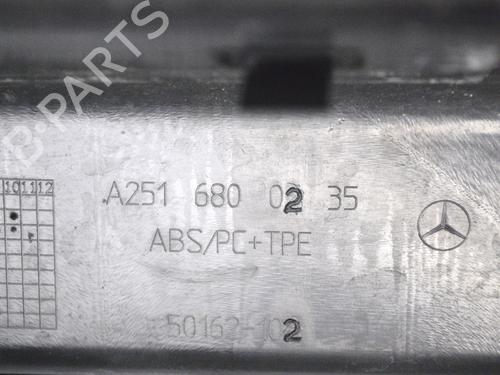 B-PARTS
10 11 12
A251 680 02 35
ABS/PC+TPE
50162-102